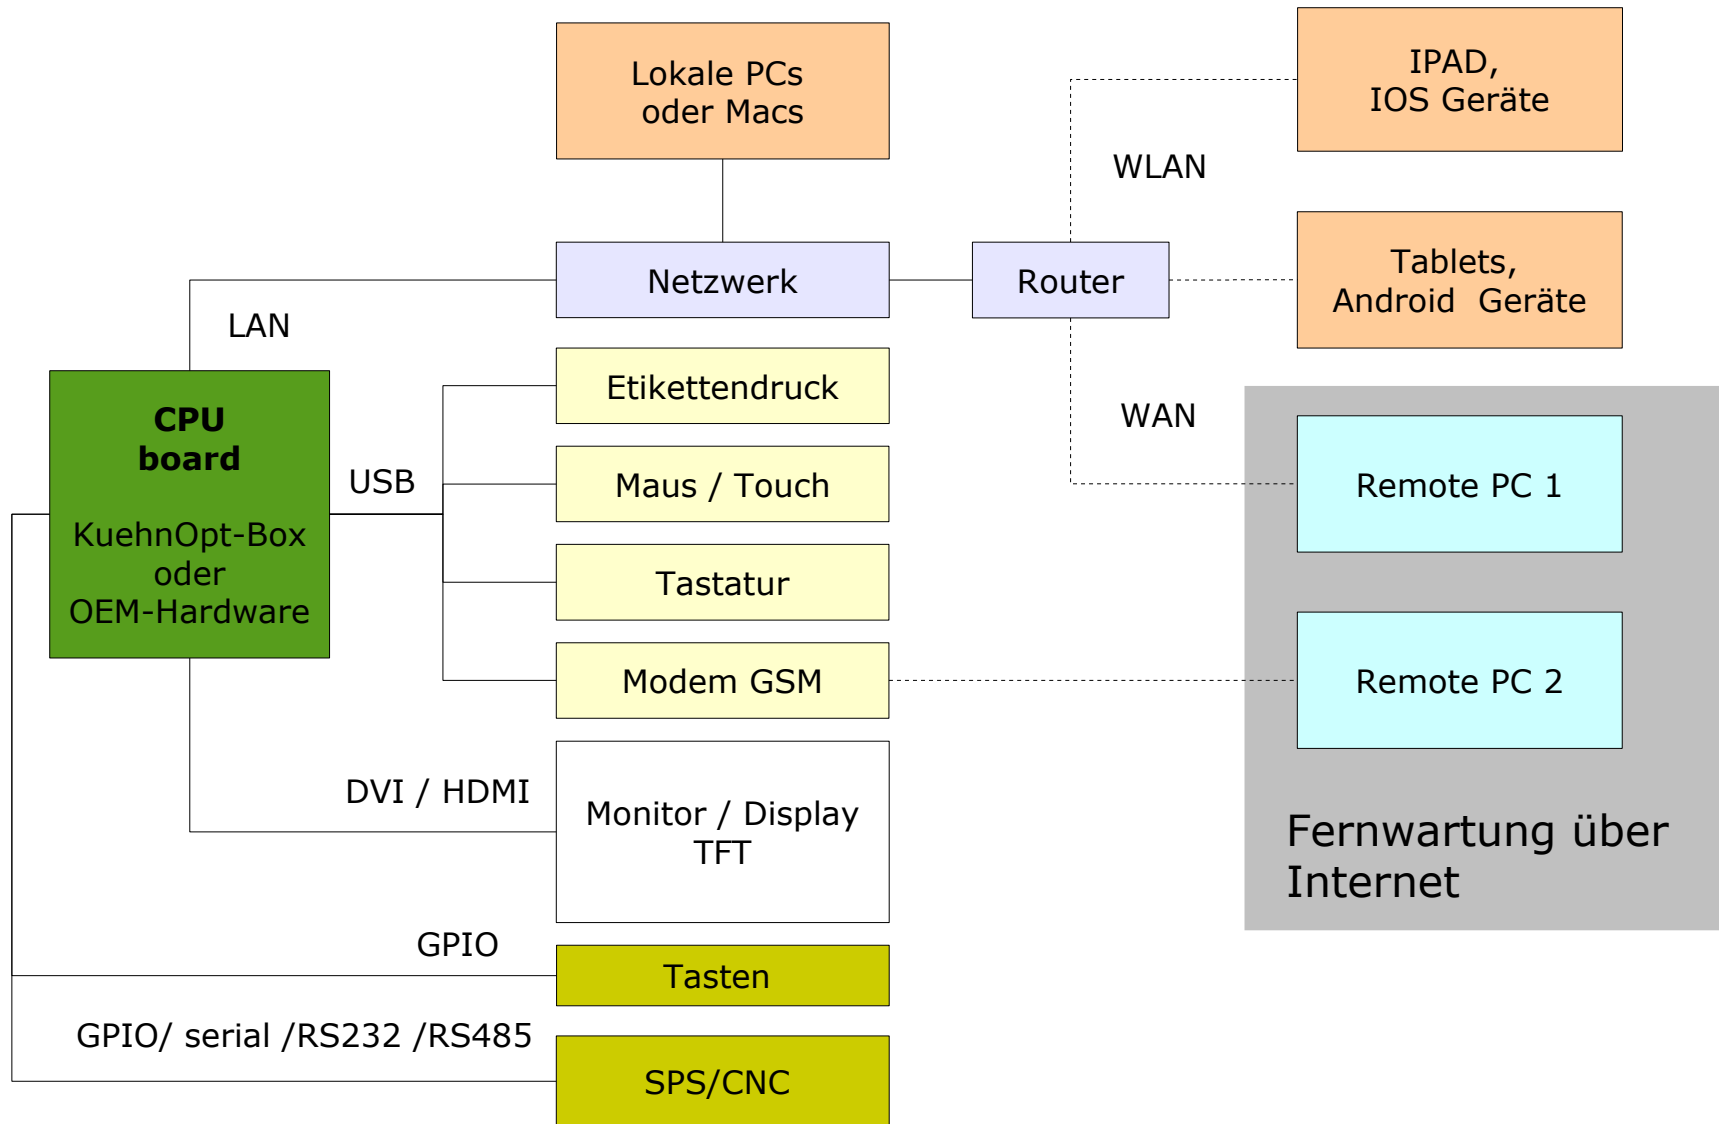 Lokale PCs
oder Macs
IPAD,
IOS Geräte
WLAN
Netzwerk
Router
Tablets,
Android  Geräte
LAN
Etikettendruck
CPU
board
KuehnOpt-Box
oder
OEM-Hardware
USB
Maus / Touch
Tastatur
Modem GSM
WAN
Remote PC 1
Remote PC 2
Fernwartung über
Internet
DVI / HDMI
Monitor / Display
TFT
GPIO
Tasten
GPIO/ serial /RS232 /RS485
SPS/CNC